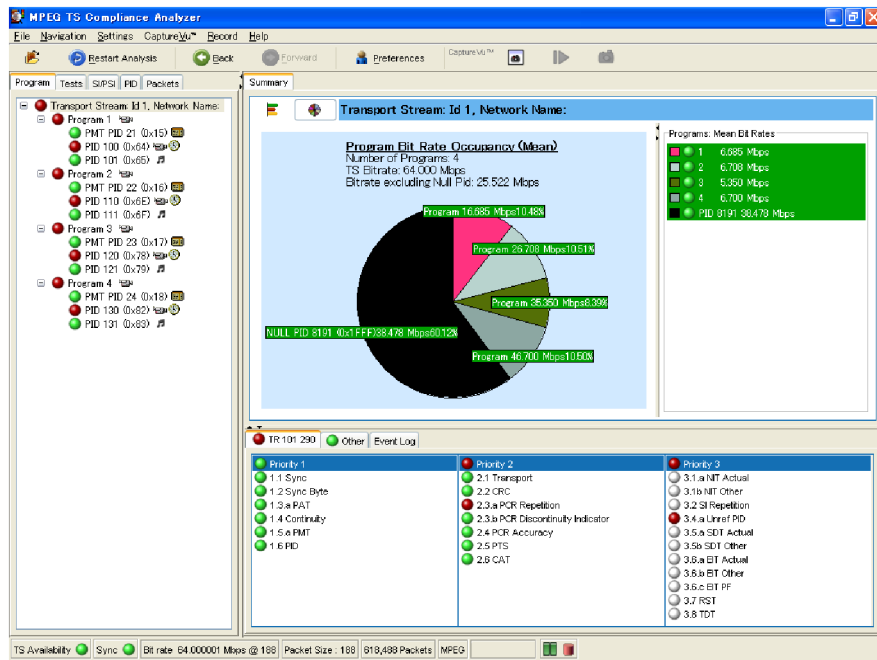 MPEG TS Compliance Analyzer
File Navigation Settings CaptureVu™ Record Help
Restart Analysis Back Forward Preferences CaptureVu™
Program Tests SI/PSI PID Packets
Transport Stream: Id 1, Network Name:
Program 1
PMT PID 21 (0x15)
PID 100 (0x64)
PID 101 (0x65)
Program 2
PMT PID 22 (0x16)
PID 110 (0x6E)
PID 111 (0x6F)
Program 3
PMT PID 23 (0x17)
PID 120 (0x78)
PID 121 (0x79)
Program 4
PMT PID 24 (0x18)
PID 130 (0x82)
PID 131 (0x83)
Summary
Transport Stream: Id 1, Network Name:
Program Bit Rate Occupancy (Mean)
Number of Programs: 4
TS Bitrate: 64.000 Mbps
Bitrate excluding Null Pid: 25.522 Mbps
Program 16.685 Mbps10.48%
Program 26.708 Mbps10.51%
Program 35.350 Mbps8.39%
NULL PID 8191 (0x1FFF)38.478 Mbps60.12%
Program 46.700 Mbps10.50%
Programs: Mean Bit Rates
1 6.685 Mbps
2 6.708 Mbps
3 5.350 Mbps
4 6.700 Mbps
PID 8191 38.478 Mbps
TR 101 290 Other Event Log
Priority 1
1.1 Sync
1.2 Sync Byte
1.3.a PAT
1.4 Continuity
1.5.a PMT
1.6 PID
Priority 2
2.1 Transport
2.2 CRC
2.3.a PCR Repetition
2.3.b PCR Discontinuity Indicator
2.4 PCR Accuracy
2.5 PTS
2.6 CAT
Priority 3
3.1.a NIT Actual
3.1b NIT Other
3.2 SI Repetition
3.4.a Unref PID
3.5.a SDT Actual
3.5b SDT Other
3.6.a EIT Actual
3.6.b EIT Other
3.6.c EIT PF
3.7 RST
3.8 TDT
TS Availability Sync Bit rate 64.000001 Mbps @ 188 Packet Size : 188 618,488 Packets MPEG